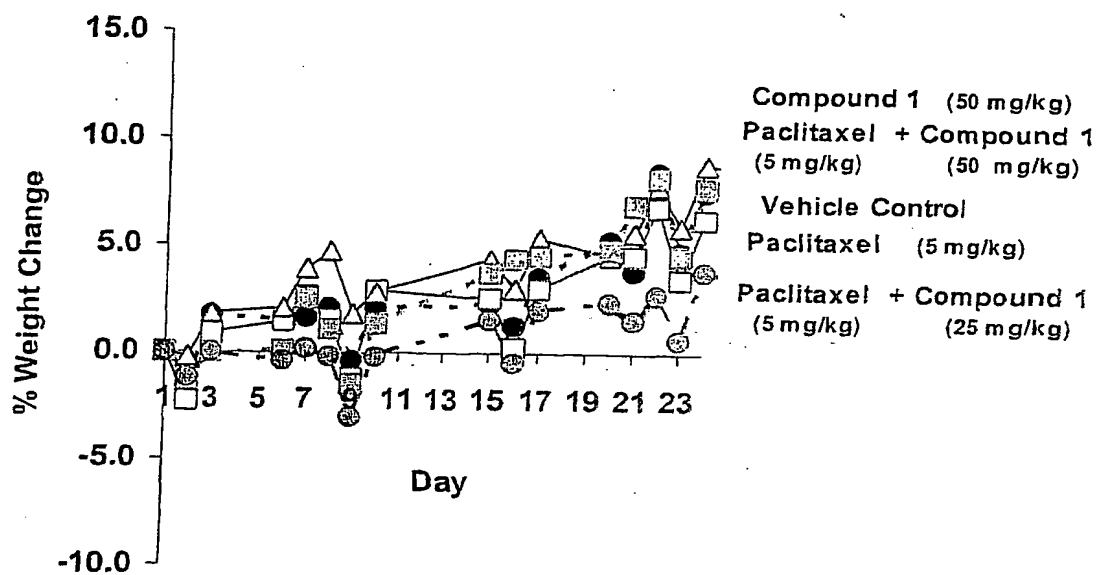 15.0
10.0
5.0
0.0
-5.0
-10.0
% Weight Change
1 3 5 7 9 11 13 15 17 19 21 23
Day
Compound 1 (50 mg/kg)
Paclitaxel + Compound 1
(5 mg/kg) (50 mg/kg)
Vehicle Control
Paclitaxel (5 mg/kg)
Paclitaxel + Compound 1
(5 mg/kg) (25 mg/kg)